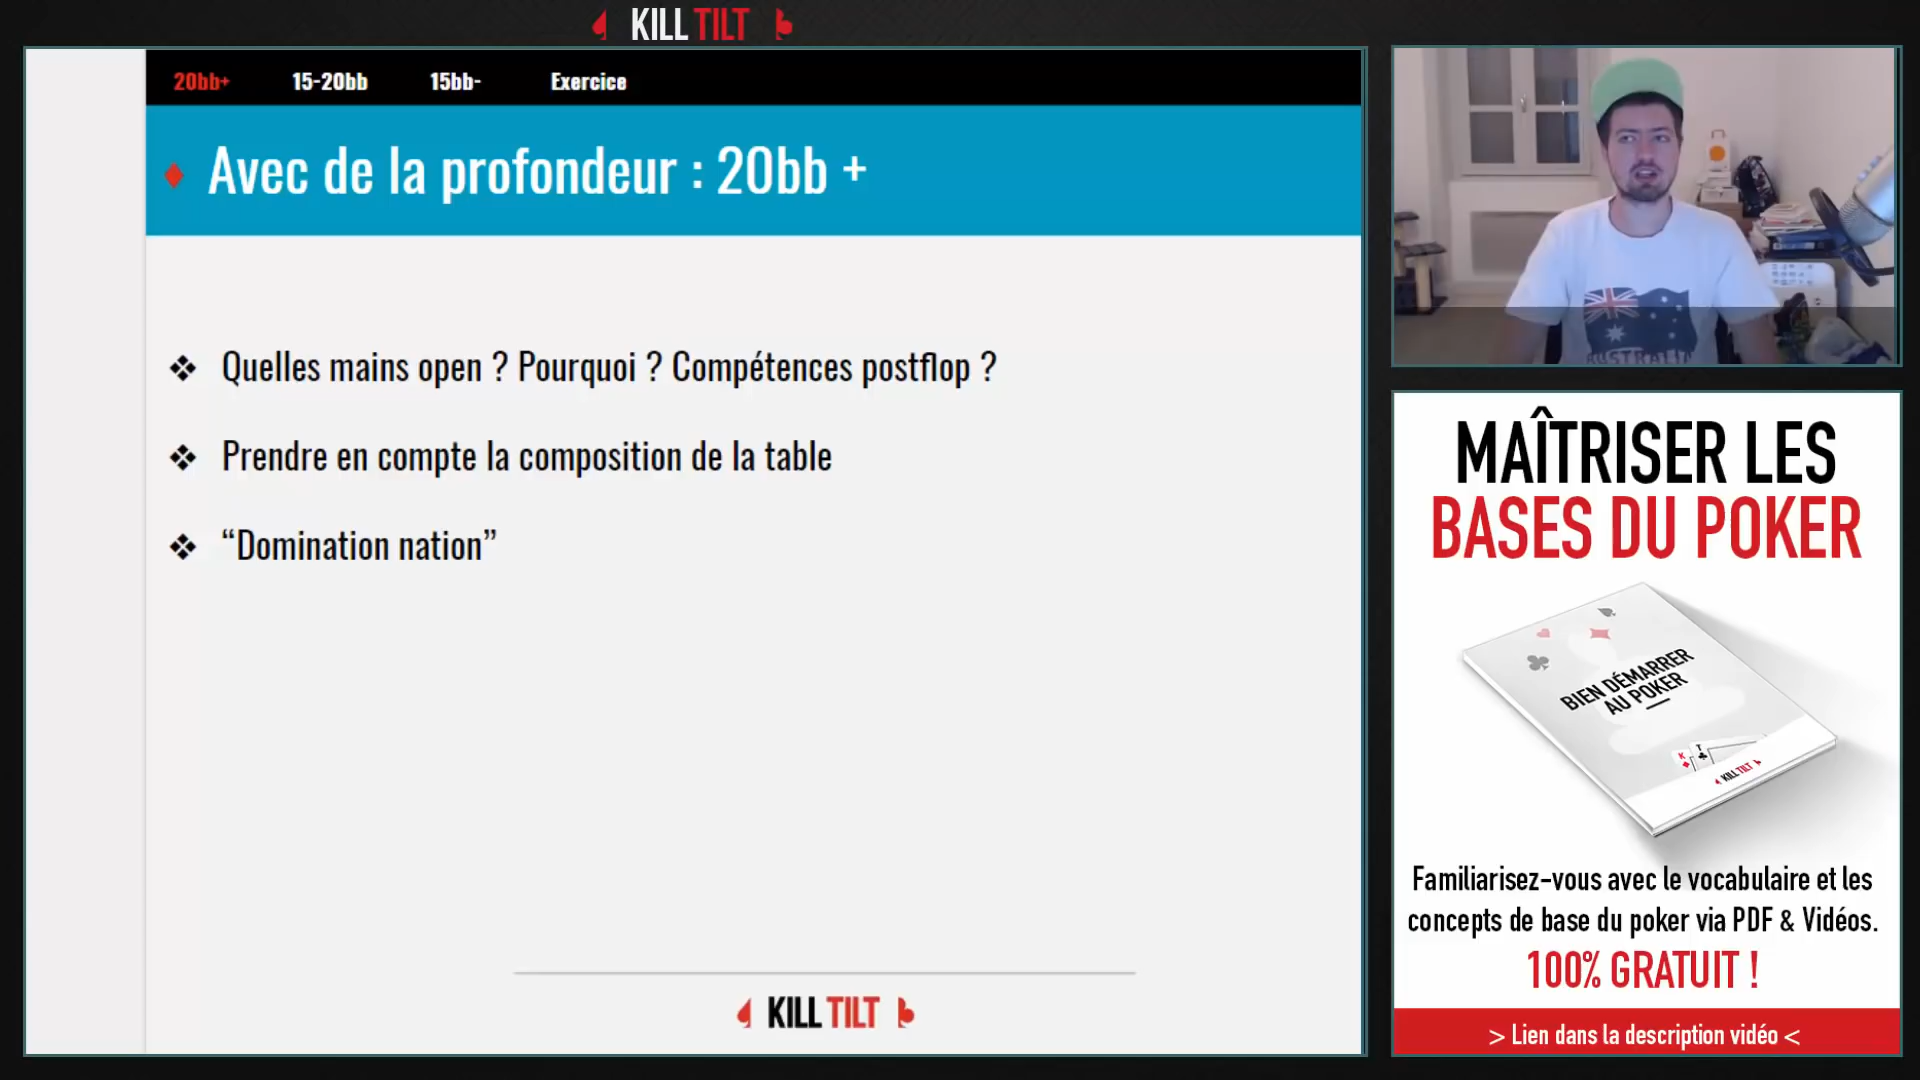 KILL TILT
20bb+ 15-20bb 15bb- Exercice
Avec de la profondeur : 20bb +
Quelles mains open ? Pourquoi ? Compétences postflop ?
Prendre en compte la composition de la table
“Domination nation”
KILL TILT
AUSTRALIA
MAÎTRISER LES
BASES DU POKER
BIEN DÉMARRER
AU POKER
K T
KILL TILT
Familiarisez-vous avec le vocabulaire et les
concepts de base du poker via PDF & Vidéos.
100% GRATUIT !
> Lien dans la description vidéo <